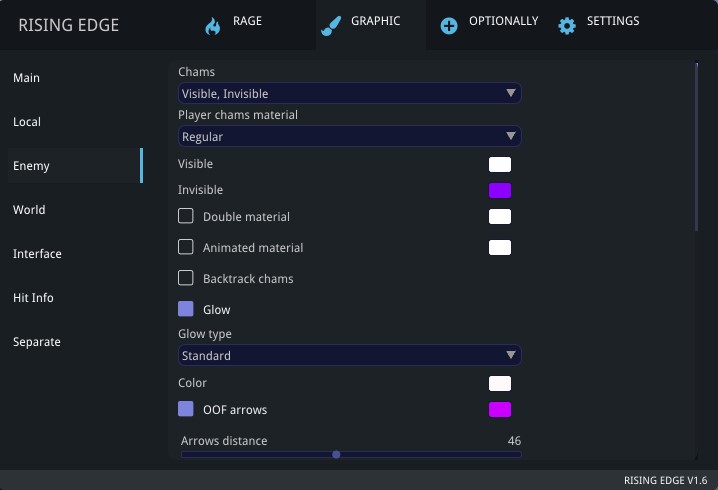 RISING EDGE
RAGE
GRAPHIC
OPTIONALLY
SETTINGS
Main
Local
Enemy
World
Interface
Hit Info
Separate
Chams
Visible, Invisible
Player chams material
Regular
Visible
Invisible
Double material
Animated material
Backtrack chams
Glow
Glow type
Standard
Color
OOF arrows
Arrows distance 46
RISING EDGE V1.6